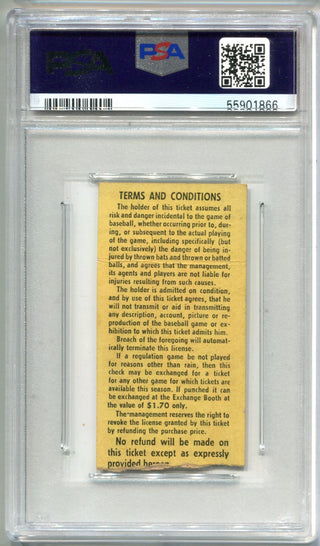 PSA
PSA
55901866
TERMS AND CONDITIONS
The holder of this ticket assumes all
risk and danger incidental to the game of
baseball, whether occurring prior to, dur-
ing, or subsequent to the actual playing
of the game, including specifically (but
not exclusively) the danger of being in-
jured by thrown bats and thrown or batted
balls, and agrees that the management,
its agents and players are not liable for
injuries resulting from such causes.
The holder is admitted on condition,
and by use of this ticket agrees, that he
will not transmit or aid in transmitting
any description, account, picture or re-
production of the baseball game or exhi-
bition to which this ticket admits him.
Breach of the foregoing will automat-
ically terminate this license.
If a regulation game be not played
for reasons other than rain, then this
check may be exchanged for a ticket
for any other game for which tickets are
available this season. If punched it can
be exchanged at the Exchange Booth at
the value of $1.70 only.
The management reserves the right to
revoke the license granted by this ticket
by refunding the purchase price.
No refund will be made on
this ticket except as expressly
provided hereon